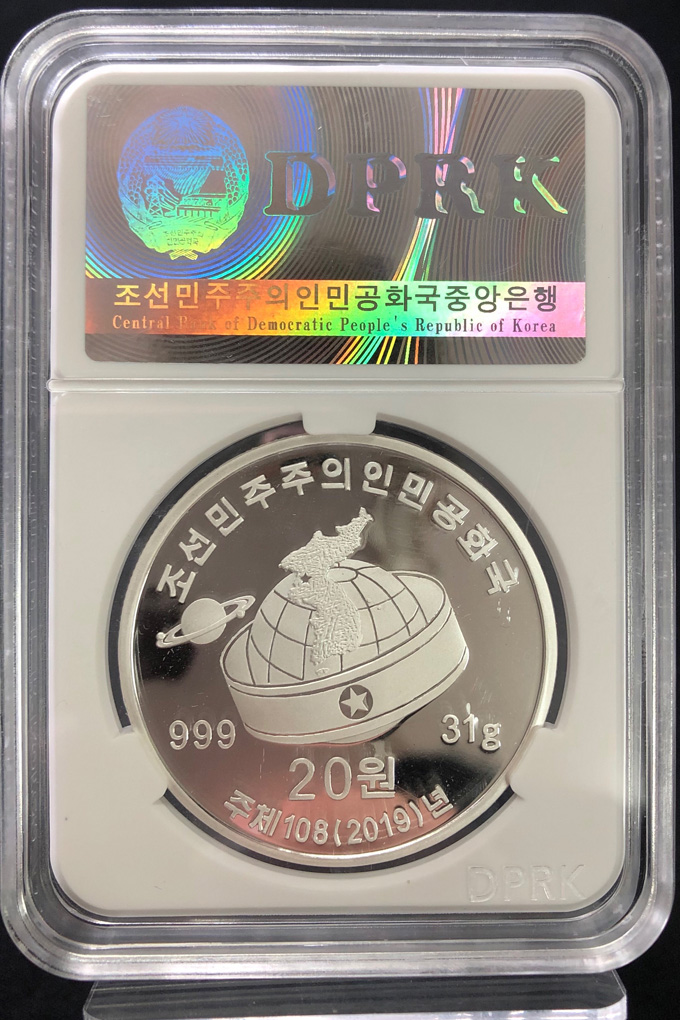 DPRK
조선민주주의인민공화국중앙은행
Central Bank of Democratic People's Republic of Korea
조선민주주의인민공화국
999
31g
20원
주체108(2019)년
DPRK